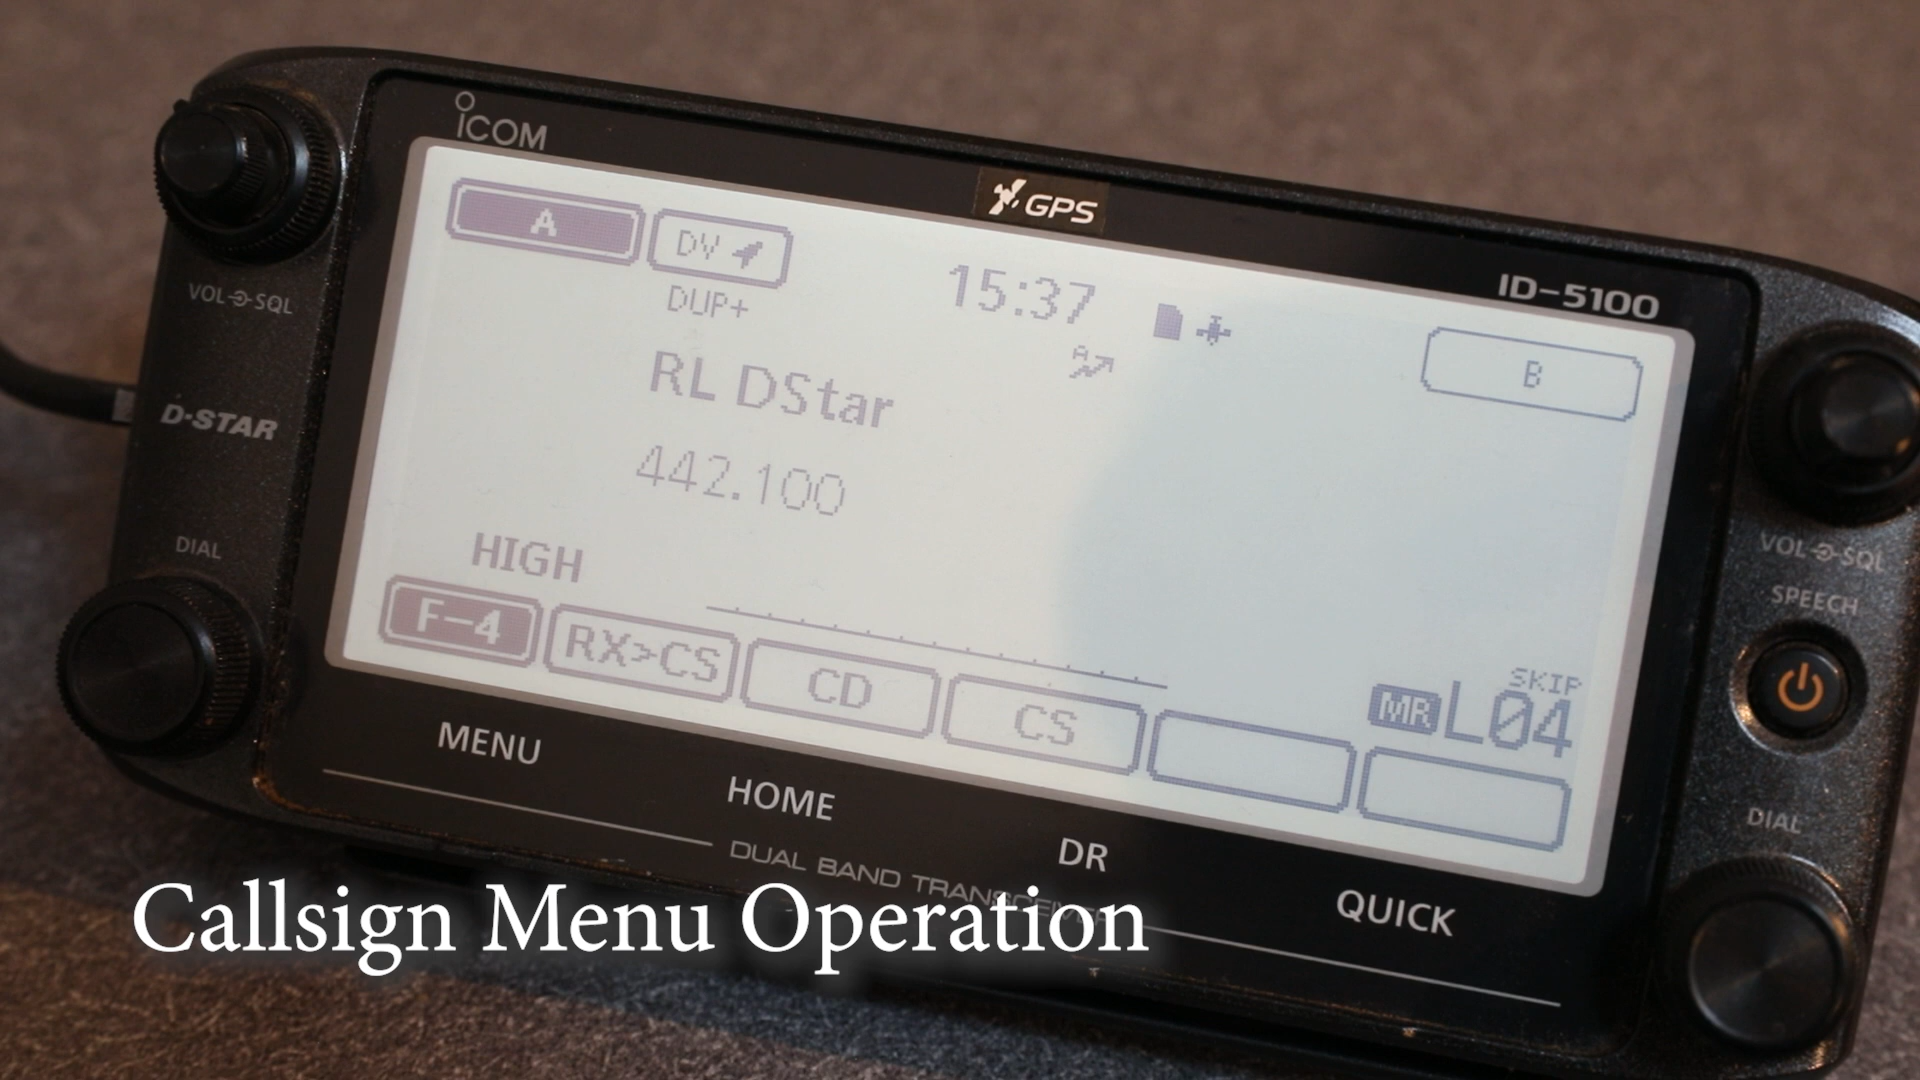 ICOM
GPS
ID-5100
A
DV
DUP+
15:37
B
VOL SQL
RL DStar
442.100
D-STAR
DIAL
HIGH
F-4
RX>CS
CD
CS
SKIP
MR L04
VOL SQL
SPEECH
DIAL
MENU
HOME
DR
QUICK
DUAL BAND TRANSCEIVER
Callsign Menu Operation